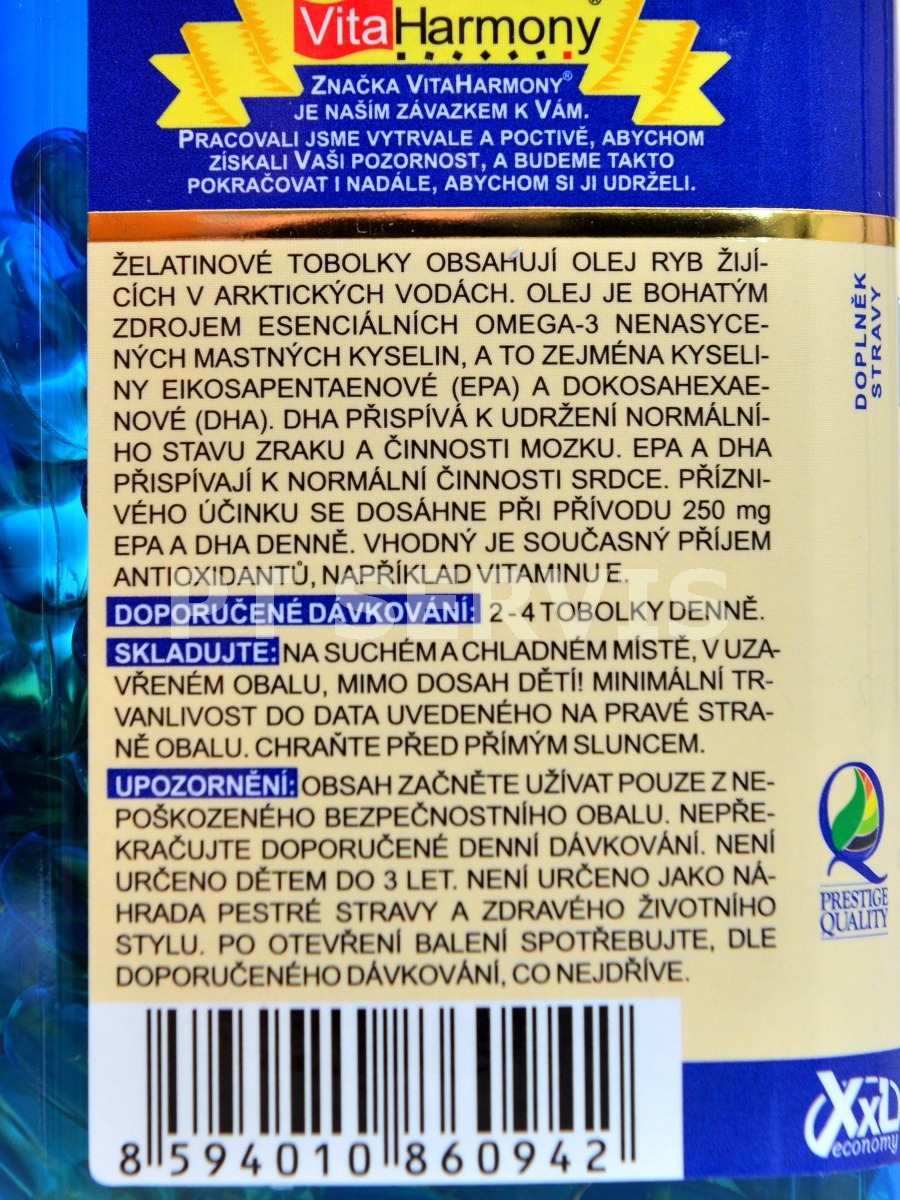 VitaHarmony®
ZNAČKA VITAHARMONY®
JE NAŠÍM ZÁVAZKEM K VÁM.
PRACOVALI JSME VYTRVALE A POCTIVĚ, ABYCHOM
ZÍSKALI VAŠI POZORNOST, A BUDEME TAKTO
POKRAČOVAT I NADÁLE, ABYCHOM SI JI UDRŽELI.
ŽELATINOVÉ TOBOLKY OBSAHUJÍ OLEJ RYB ŽIJÍ-
CÍCH V ARKTICKÝCH VODÁCH. OLEJ JE BOHATÝM
ZDROJEM ESENCIÁLNÍCH OMEGA-3 NENASYCE-
NÝCH MASTNÝCH KYSELIN, A TO ZEJMÉNA KYSELI-
NY EIKOSAPENTAENOVÉ (EPA) A DOKOSAHEXAE-
NOVÉ (DHA). DHA PŘISPÍVÁ K UDRŽENÍ NORMÁLNÍ-
HO STAVU ZRAKU A ČINNOSTI MOZKU. EPA A DHA
PŘISPÍVAJÍ K NORMÁLNÍ ČINNOSTI SRDCE. PŘÍZNI-
VÉHO ÚČINKU SE DOSÁHNE PŘI PŘÍVODU 250 mg
EPA A DHA DENNĚ. VHODNÝ JE SOUČASNÝ PŘÍJEM
ANTIOXIDANTŮ, NAPŘÍKLAD VITAMINU E.
DOPORUČENÉ DÁVKOVÁNÍ: 2 - 4 TOBOLKY DENNĚ.
SKLADUJTE: NA SUCHÉM A CHLADNÉM MÍSTĚ, V UZA-
VŘENÉM OBALU, MIMO DOSAH DĚTÍ! MINIMÁLNÍ TR-
VANLIVOST DO DATA UVEDENÉHO NA PRAVÉ STRA-
NĚ OBALU. CHRAŇTE PŘED PŘÍMÝM SLUNCEM.
UPOZORNĚNÍ: OBSAH ZAČNĚTE UŽÍVAT POUZE Z NE-
POŠKOZENÉHO BEZPEČNOSTNÍHO OBALU. NEPŘE-
KRAČUJTE DOPORUČENÉ DENNÍ DÁVKOVÁNÍ. NENÍ
URČENO DĚTEM DO 3 LET. NENÍ URČENO JAKO NÁ-
HRADA PESTRÉ STRAVY A ZDRAVÉHO ŽIVOTNÍHO
STYLU. PO OTEVŘENÍ BALENÍ SPOTŘEBUJTE, DLE
DOPORUČENÉHO DÁVKOVÁNÍ, CO NEJDŘÍVE.
8 594010 860942
DOPLNĚK
STRAVY
PRESTIGE
QUALITY
XXL
economy
PI SERVIS